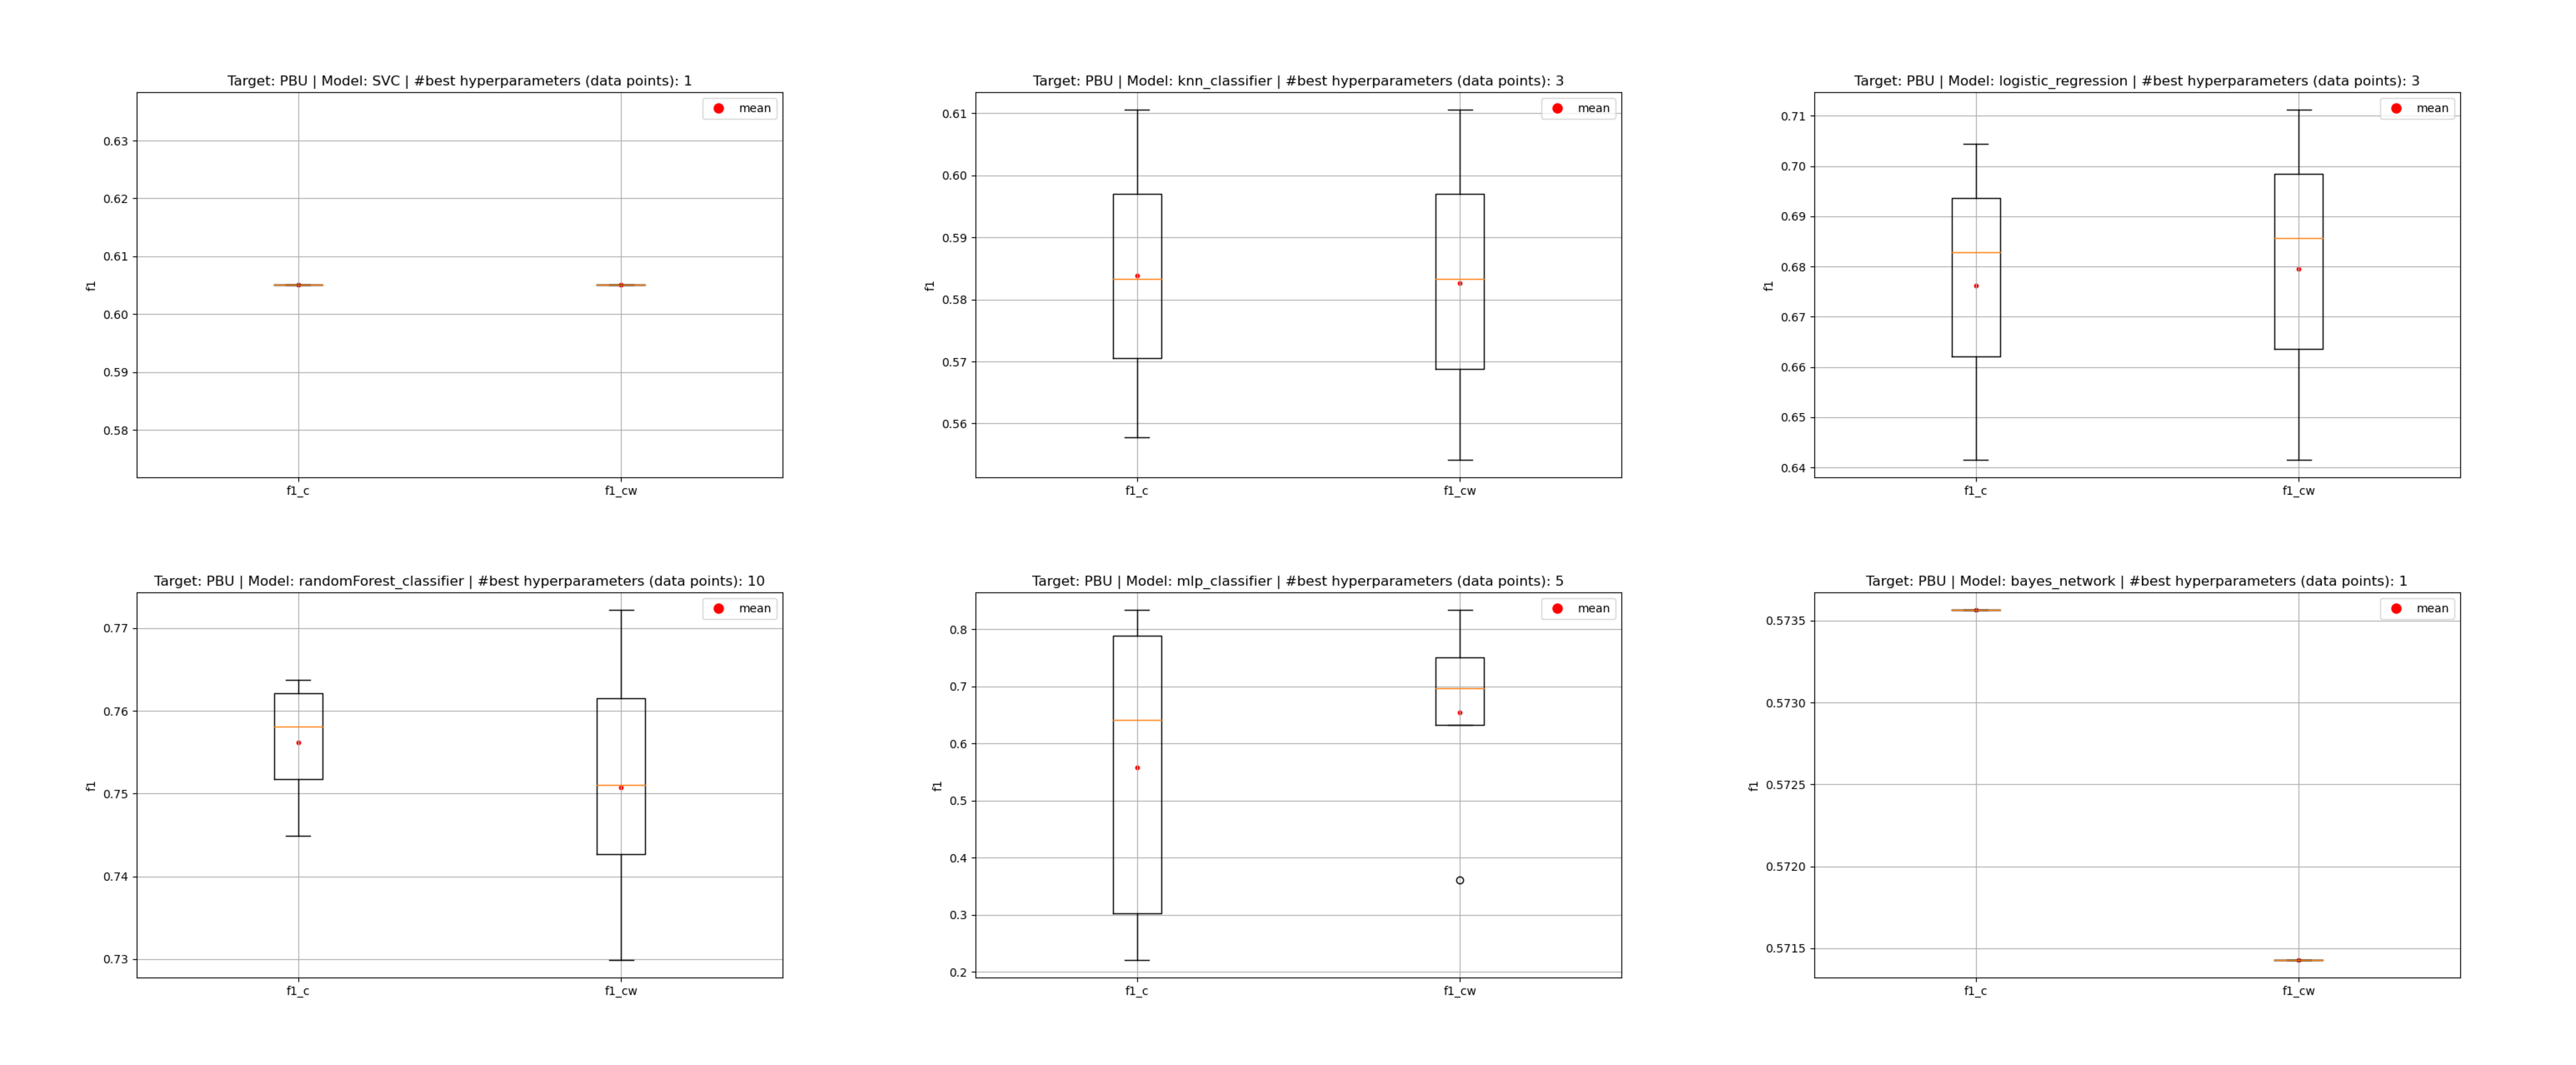 Target: PBU | Model: SVC | #best hyperparameters (data points): 1
mean
0.63
0.62
0.61
0.60
0.59
0.58
f1
f1_c
f1_cw
Target: PBU | Model: knn_classifier | #best hyperparameters (data points): 3
mean
0.61
0.60
0.59
0.58
0.57
0.56
f1
f1_c
f1_cw
Target: PBU | Model: logistic_regression | #best hyperparameters (data points): 3
mean
0.71
0.70
0.69
0.68
0.67
0.66
0.65
0.64
f1
f1_c
f1_cw
Target: PBU | Model: randomForest_classifier | #best hyperparameters (data points): 10
mean
0.77
0.76
0.75
0.74
0.73
f1
f1_c
f1_cw
Target: PBU | Model: mlp_classifier | #best hyperparameters (data points): 5
mean
0.8
0.7
0.6
0.5
0.4
0.3
0.2
f1
f1_c
f1_cw
Target: PBU | Model: bayes_network | #best hyperparameters (data points): 1
mean
0.5735
0.5730
0.5725
0.5720
0.5715
f1
f1_c
f1_cw